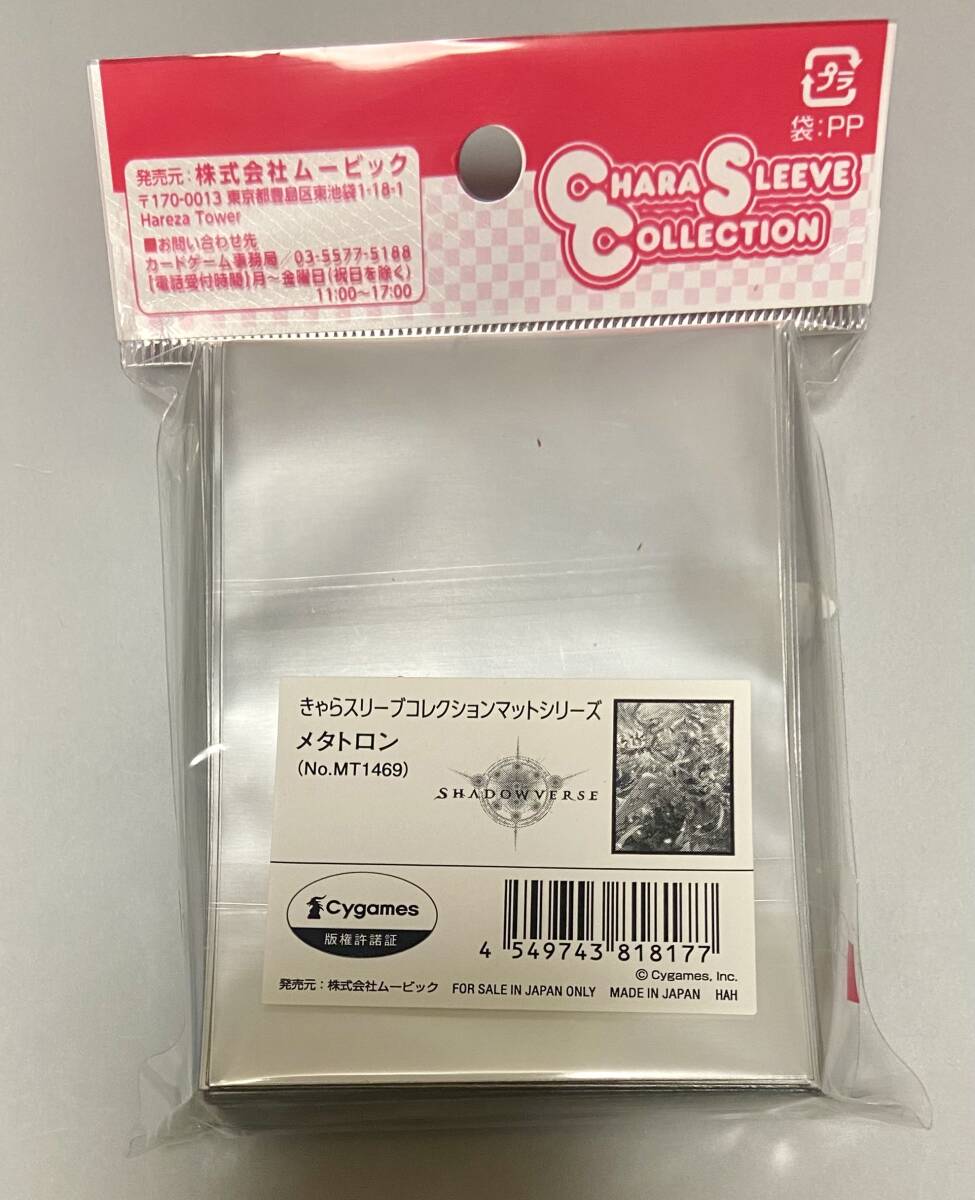 プラ
袋:PP
発売元:株式会社ムービック
〒170-0013 東京都豊島区東池袋1-18-1
Hareza Tower
■お問い合わせ先
カードゲーム事務局/03-5577-5188
【電話受付時間】月〜金曜日(祝日を除く)
11:00〜17:00
CHARA SLEEVE
COLLECTION
きゃらスリーブコレクションマットシリーズ
メタトロン
(No.MT1469)
SHADOWVERSE
Cygames
版権許諾証
4 549743 818177
© Cygames, Inc.
発売元:株式会社ムービック FOR SALE IN JAPAN ONLY MADE IN JAPAN HAH